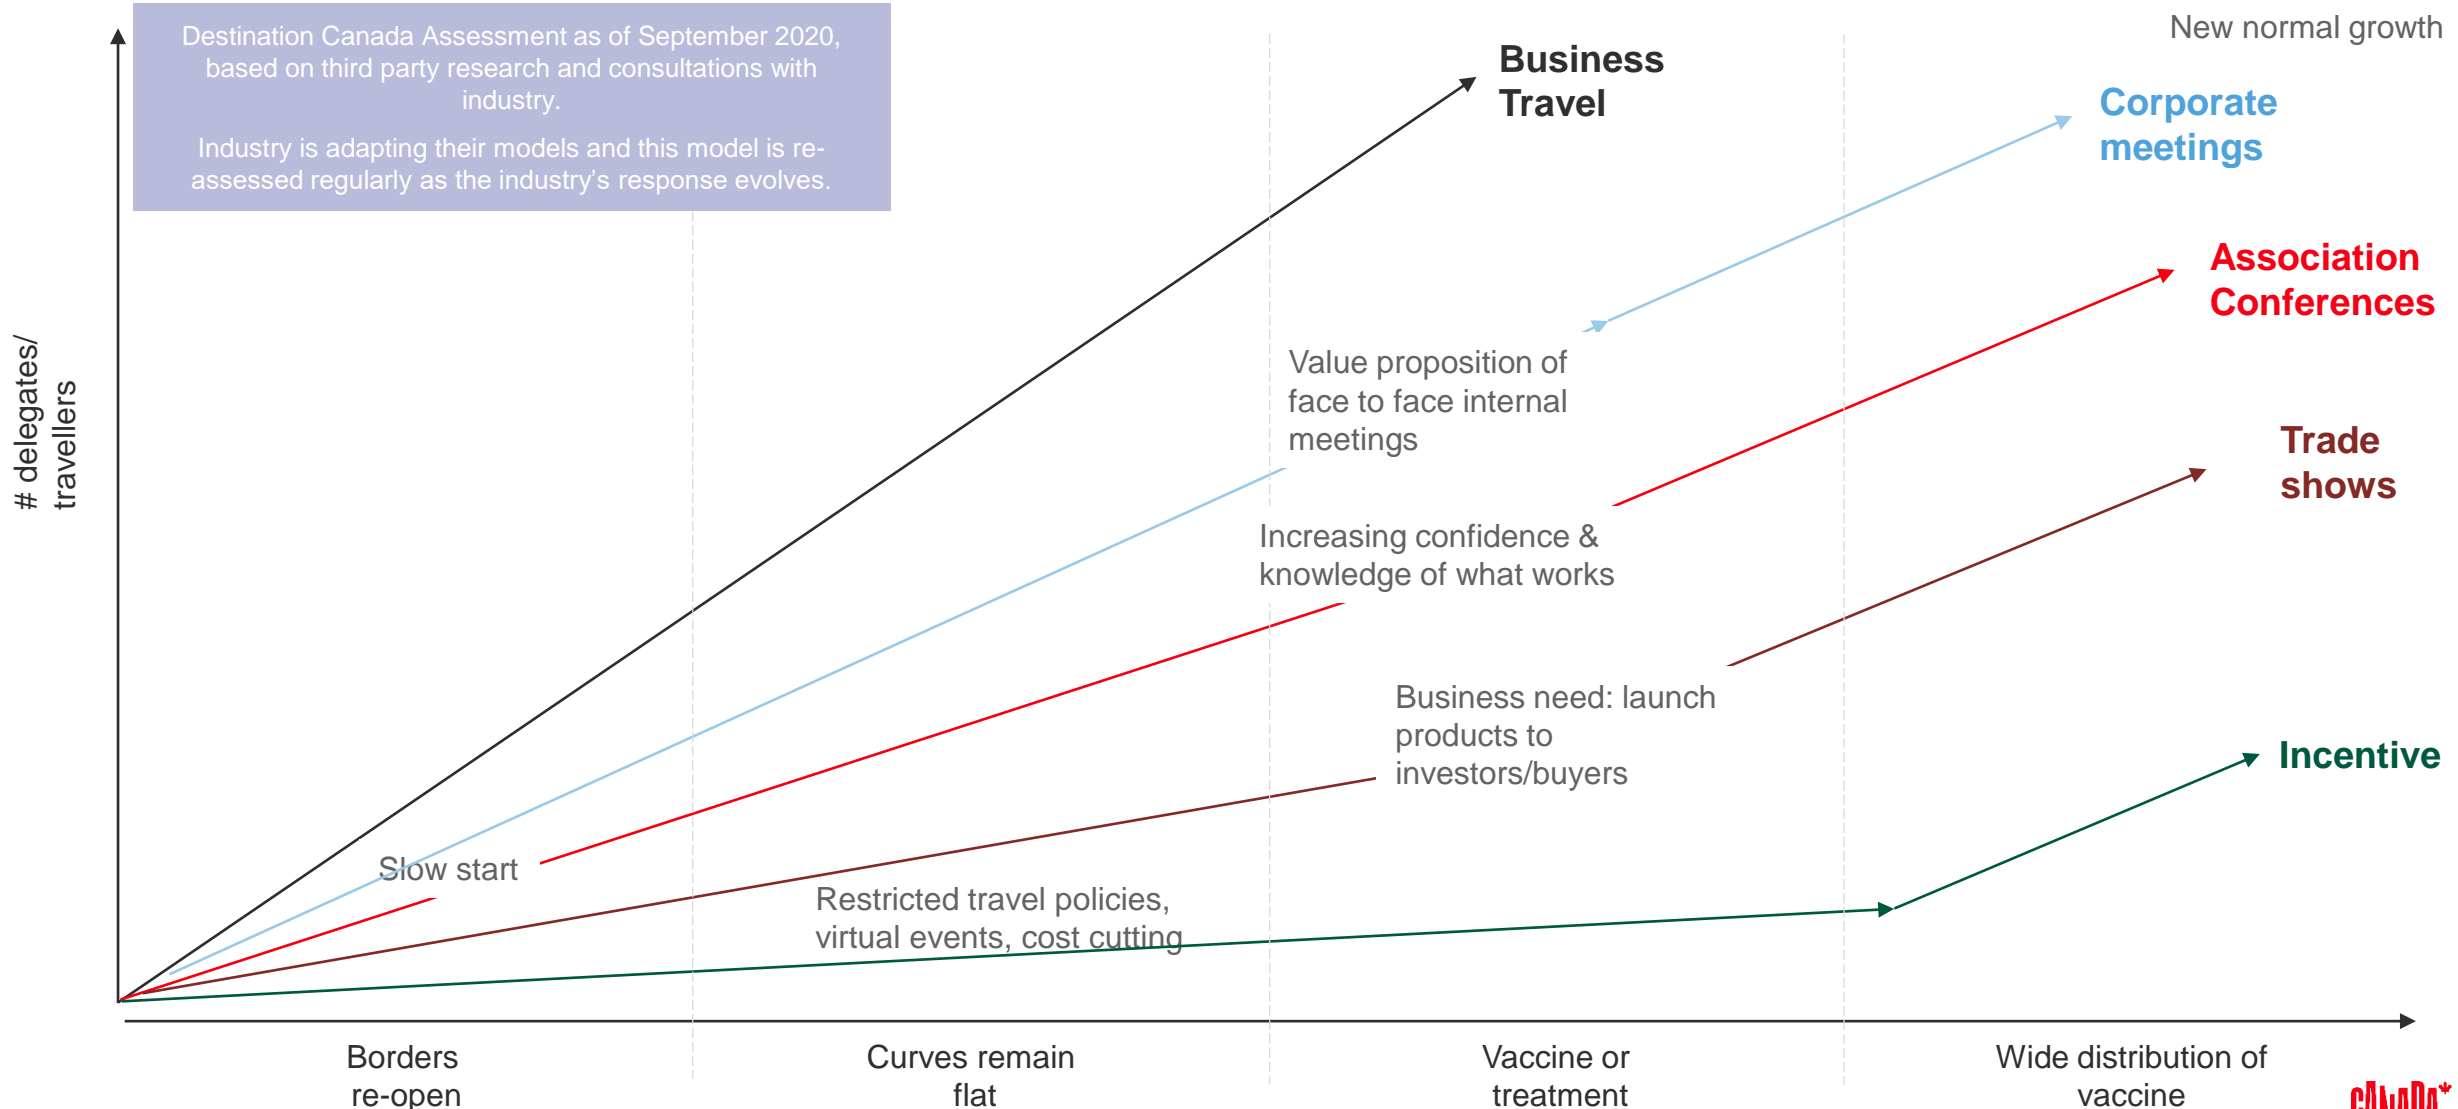 Destination Canada Assessment as of September 2020,
based on third party research and consultations with
industry.
Industry is adapting their models and this model is re-
assessed regularly as the industry's response evolves.
New normal growth
Business
Travel
Corporate
meetings
Association
Conferences
Trade
shows
Incentive
# delegates/
travellers
Value proposition of
face to face internal
meetings
Increasing confidence &
knowledge of what works
Business need: launch
products to
investors/buyers
Slow start
Restricted travel policies,
virtual events, cost cutting
Borders
re-open
Curves remain
flat
Vaccine or
treatment
Wide distribution of
vaccine
CANADA